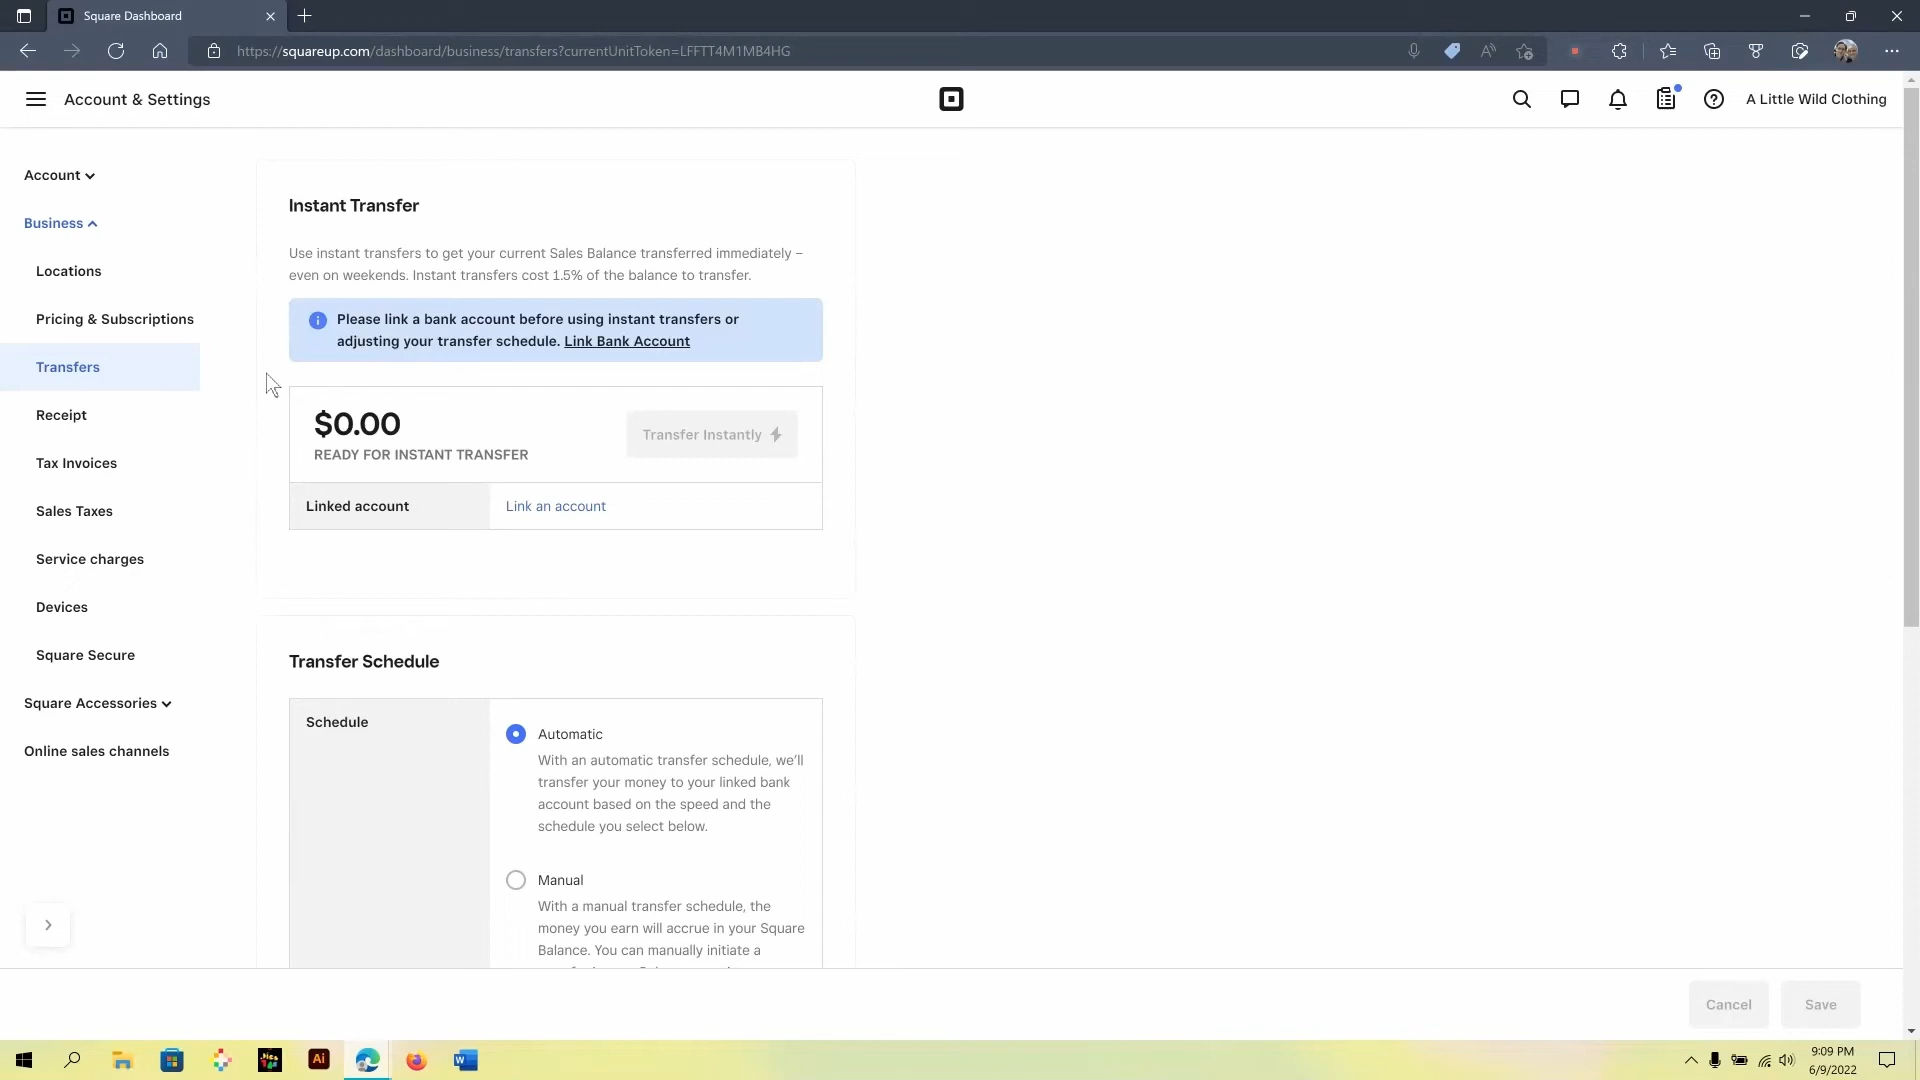 Square Dashboard
https://squareup.com/dashboard/business/transfers?currentUnitToken=LFFTT4M1MB4HG
Account & Settings
A Little Wild Clothing
Account
Business
Locations
Pricing & Subscriptions
Transfers
Receipt
Tax Invoices
Sales Taxes
Service charges
Devices
Square Secure
Square Accessories
Online sales channels
Instant Transfer
Use instant transfers to get your current Sales Balance transferred immediately –
even on weekends. Instant transfers cost 1.5% of the balance to transfer.
Please link a bank account before using instant transfers or
adjusting your transfer schedule. Link Bank Account
$0.00
READY FOR INSTANT TRANSFER
Transfer Instantly
Linked account
Link an account
Transfer Schedule
Schedule
Automatic
With an automatic transfer schedule, we'll
transfer your money to your linked bank
account based on the speed and the
schedule you select below.
Manual
With a manual transfer schedule, the
money you earn will accrue in your Square
Balance. You can manually initiate a
Cancel
Save
Ai
W
9:09 PM
6/9/2022